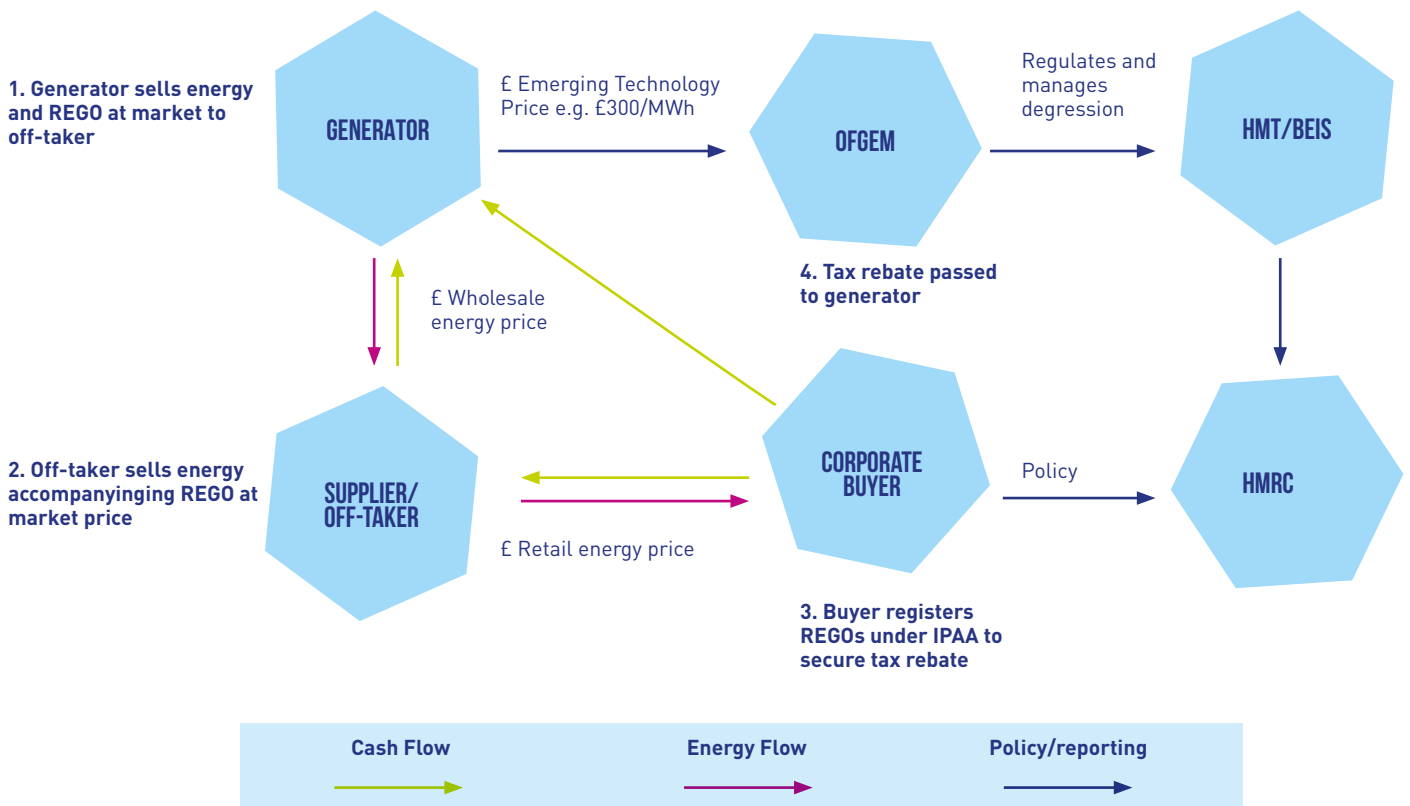 1. Generator sells energy
and REGO at market to
off-taker
GENERATOR
£ Emerging Technology
Price e.g. £300/MWh
OFGEM
Regulates and
manages
degression
HMT/BEIS
£ Wholesale
energy price
4. Tax rebate passed
to generator
2. Off-taker sells energy
accompanyinging REGO at
market price
SUPPLIER/
OFF-TAKER
£ Retail energy price
CORPORATE
BUYER
Policy
HMRC
3. Buyer registers
REGOs under IPAA to
secure tax rebate
Cash Flow
Energy Flow
Policy/reporting